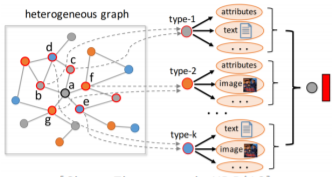 heterogeneous graph
d
c
b
a
f
e
g
type-1
attributes
text
...
type-2
attributes
image
...
...
type-k
text
image
...